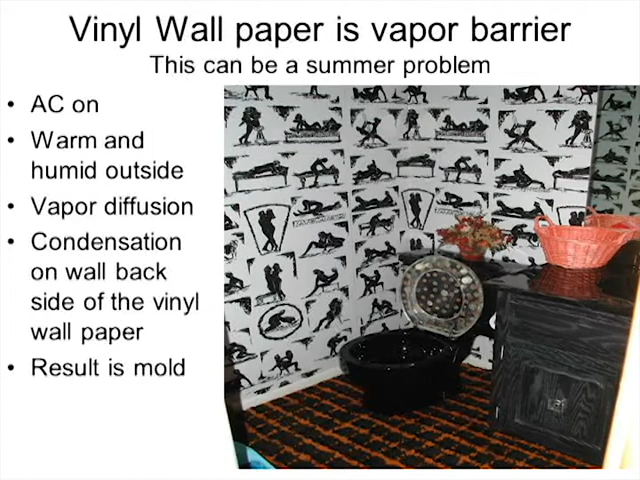 Vinyl Wall paper is vapor barrier
This can be a summer problem
• AC on
• Warm and
humid outside
• Vapor diffusion
• Condensation
on wall back
side of the vinyl
wall paper
• Result is mold